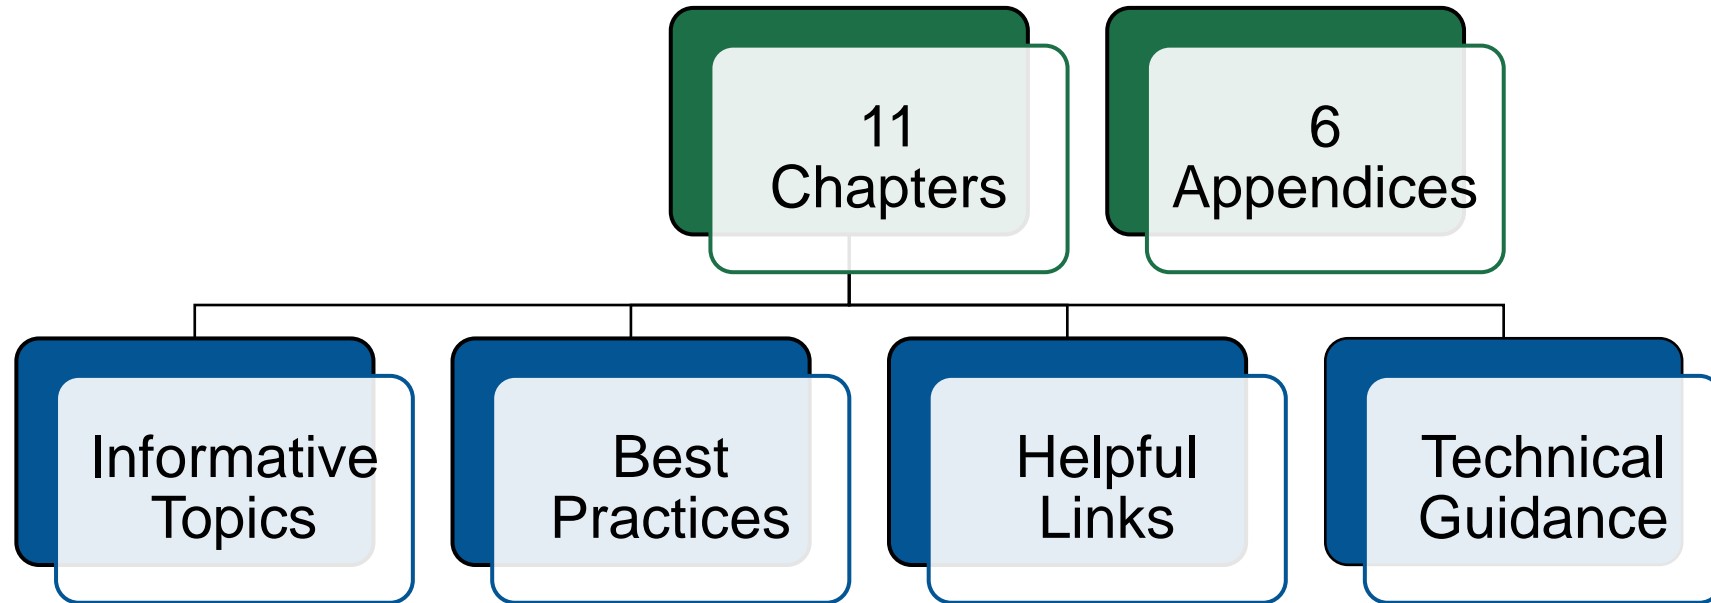 11
Chapters
6
Appendices
Informative
Topics
Best
Practices
Helpful
Links
Technical
Guidance